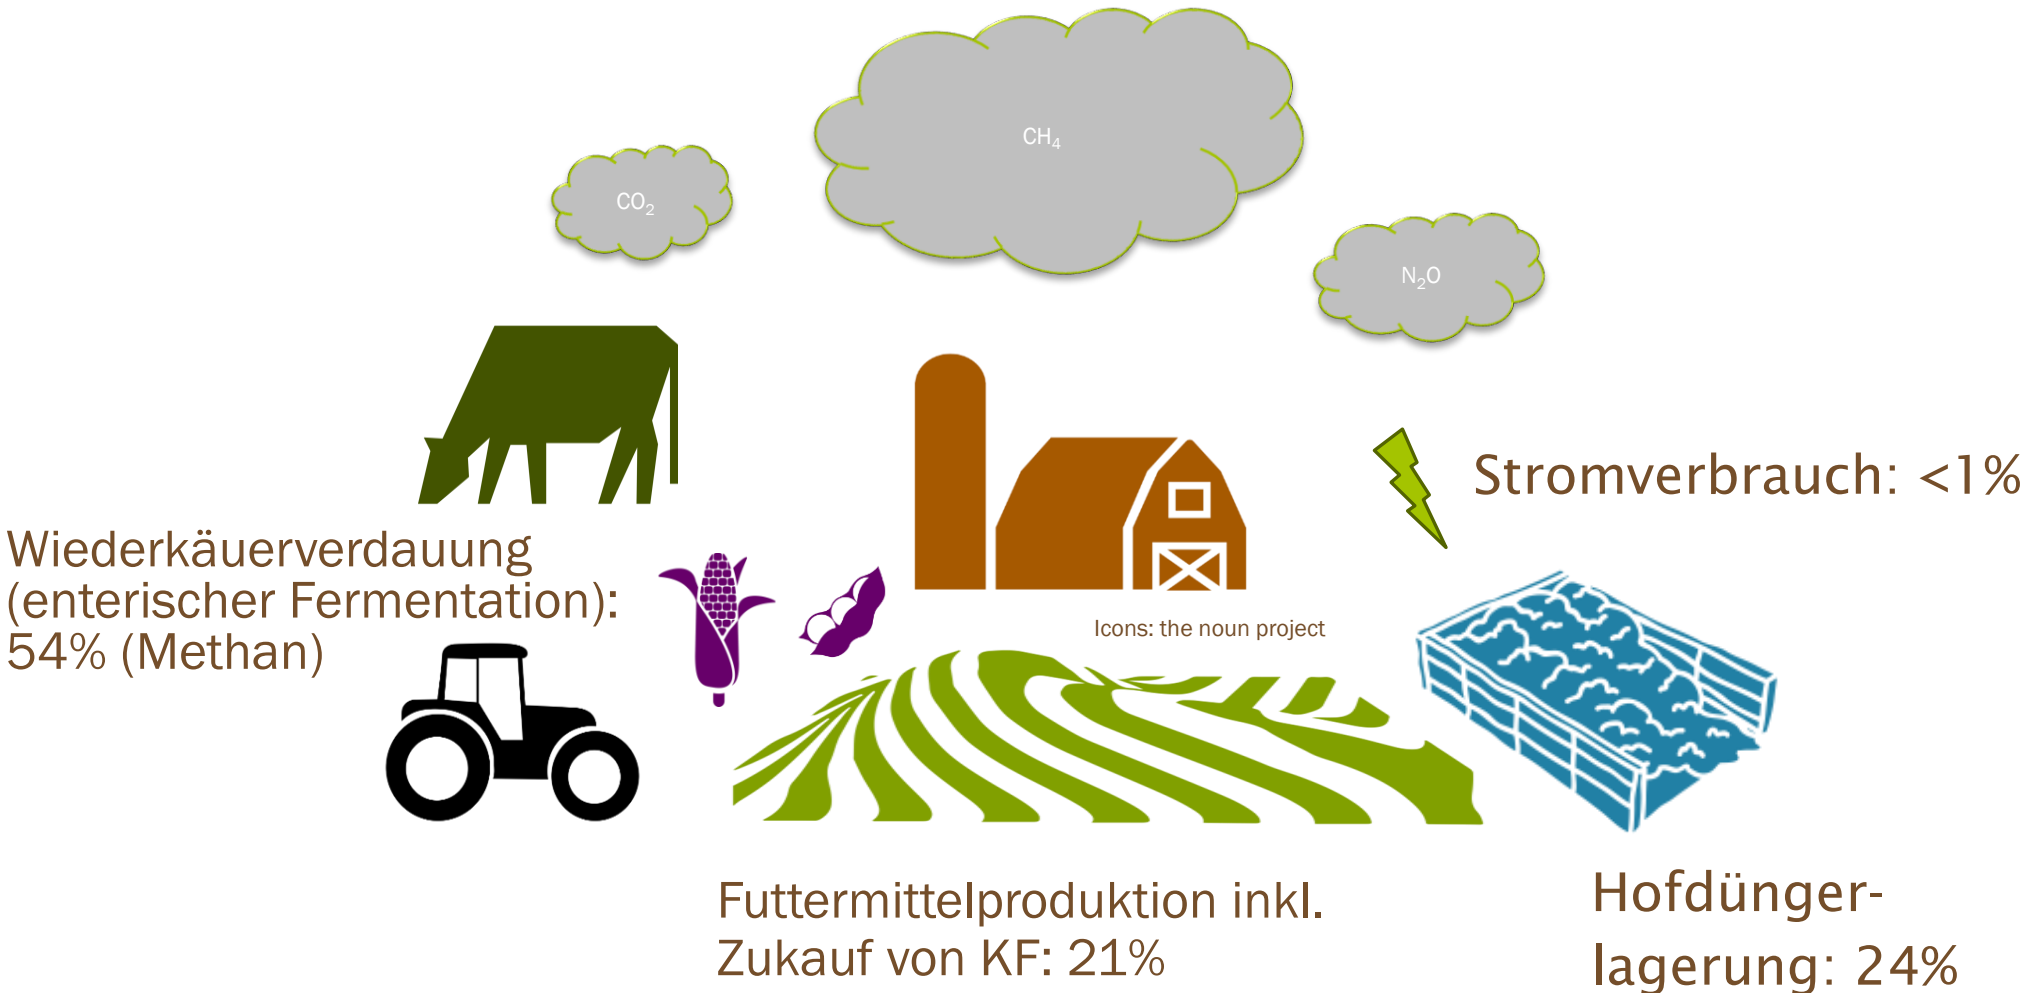 CH₄
CO₂
N₂O
Stromverbrauch: <1%
Wiederkäuerverdauung
(enterischer Fermentation):
54% (Methan)
Icons: the noun project
Futtermittelproduktion inkl.
Zukauf von KF: 21%
Hofdünger-
lagerung: 24%